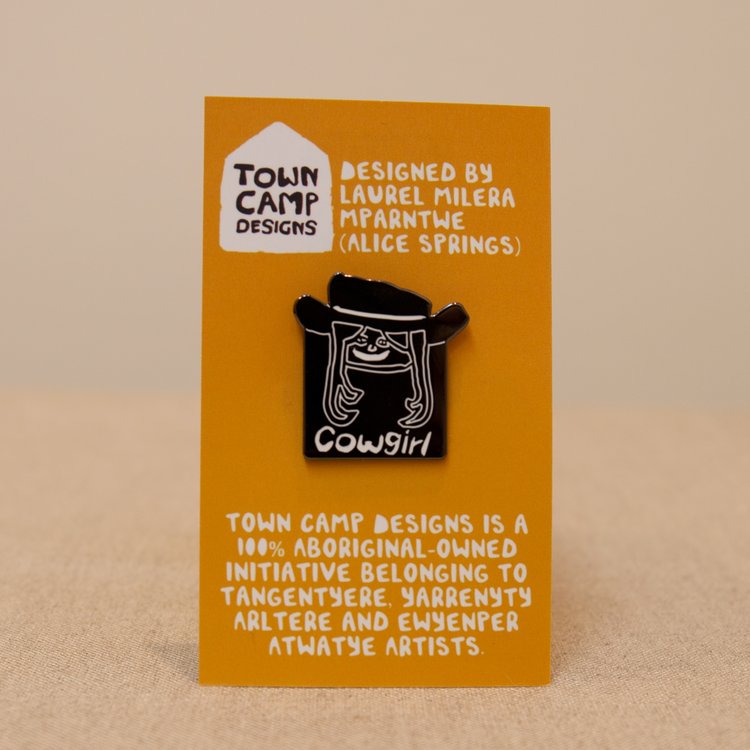 TOWN
CAMP
DESIGNS
DESIGNED BY
LAUREL MILERA
MPARNTWE
(ALICE SPRINGS)
Cowgirl
TOWN CAMP DESIGNS IS A
100% ABORIGINAL-OWNED
INITIATIVE BELONGING TO
TANGENTYERE, YARRENYTY
ARLTERE AND EWYENPER
ATWATYE ARTISTS.